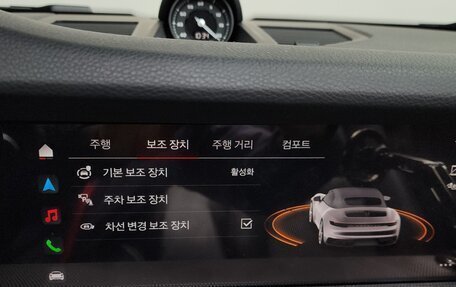 주행 보조 장치 주행 거리 컴포트
기본 보조 장치 활성화
주차 보조 장치
차선 변경 보조 장치